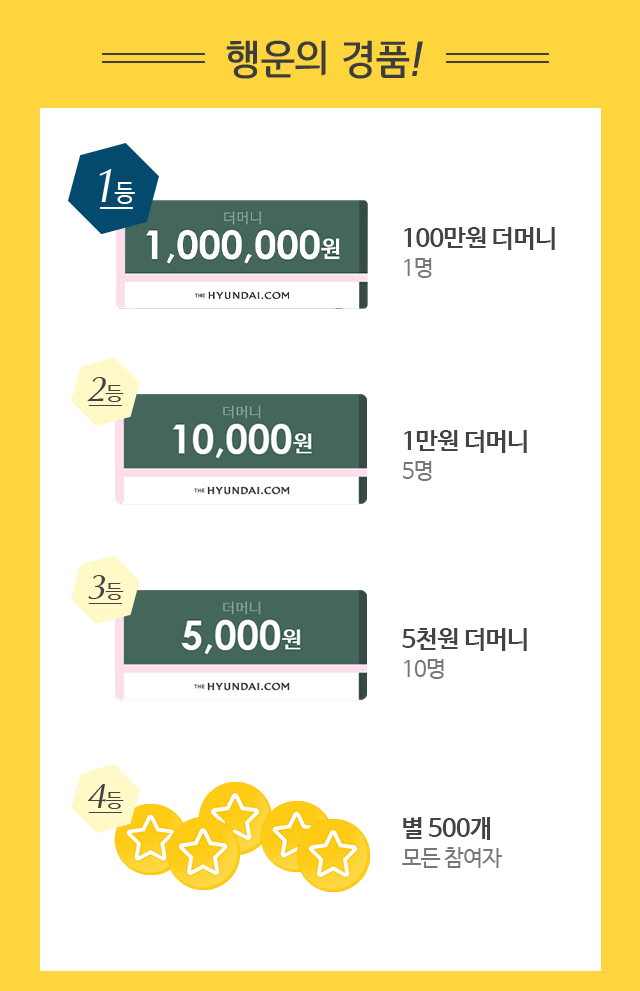 행운의 경품!
1등
더머니
1,000,000원
THE HYUNDAI.COM
100만원 더머니
1명
2등
더머니
10,000원
THE HYUNDAI.COM
1만원 더머니
5명
3등
더머니
5,000원
THE HYUNDAI.COM
5천원 더머니
10명
4등
별 500개
모든 참여자